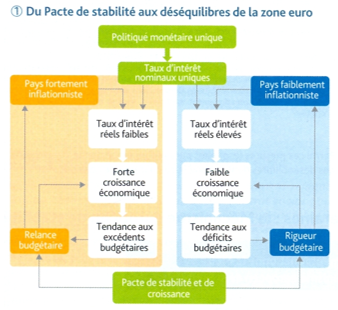 ① Du Pacte de stabilité aux déséquilibres de la zone euro
Politique monétaire unique
Taux d'intérêt
nominaux uniques
Pays fortement
inflationniste
Pays faiblement
inflationniste
Taux d'intérêt
réels faibles
Taux d'intérêt
réels élevés
Forte
croissance
économique
Faible
croissance
économique
Relance
budgétaire
Tendance aux
excédents
budgétaires
Tendance aux
déficits
budgétaires
Rigueur
budgétaire
Pacte de stabilité et de
croissance